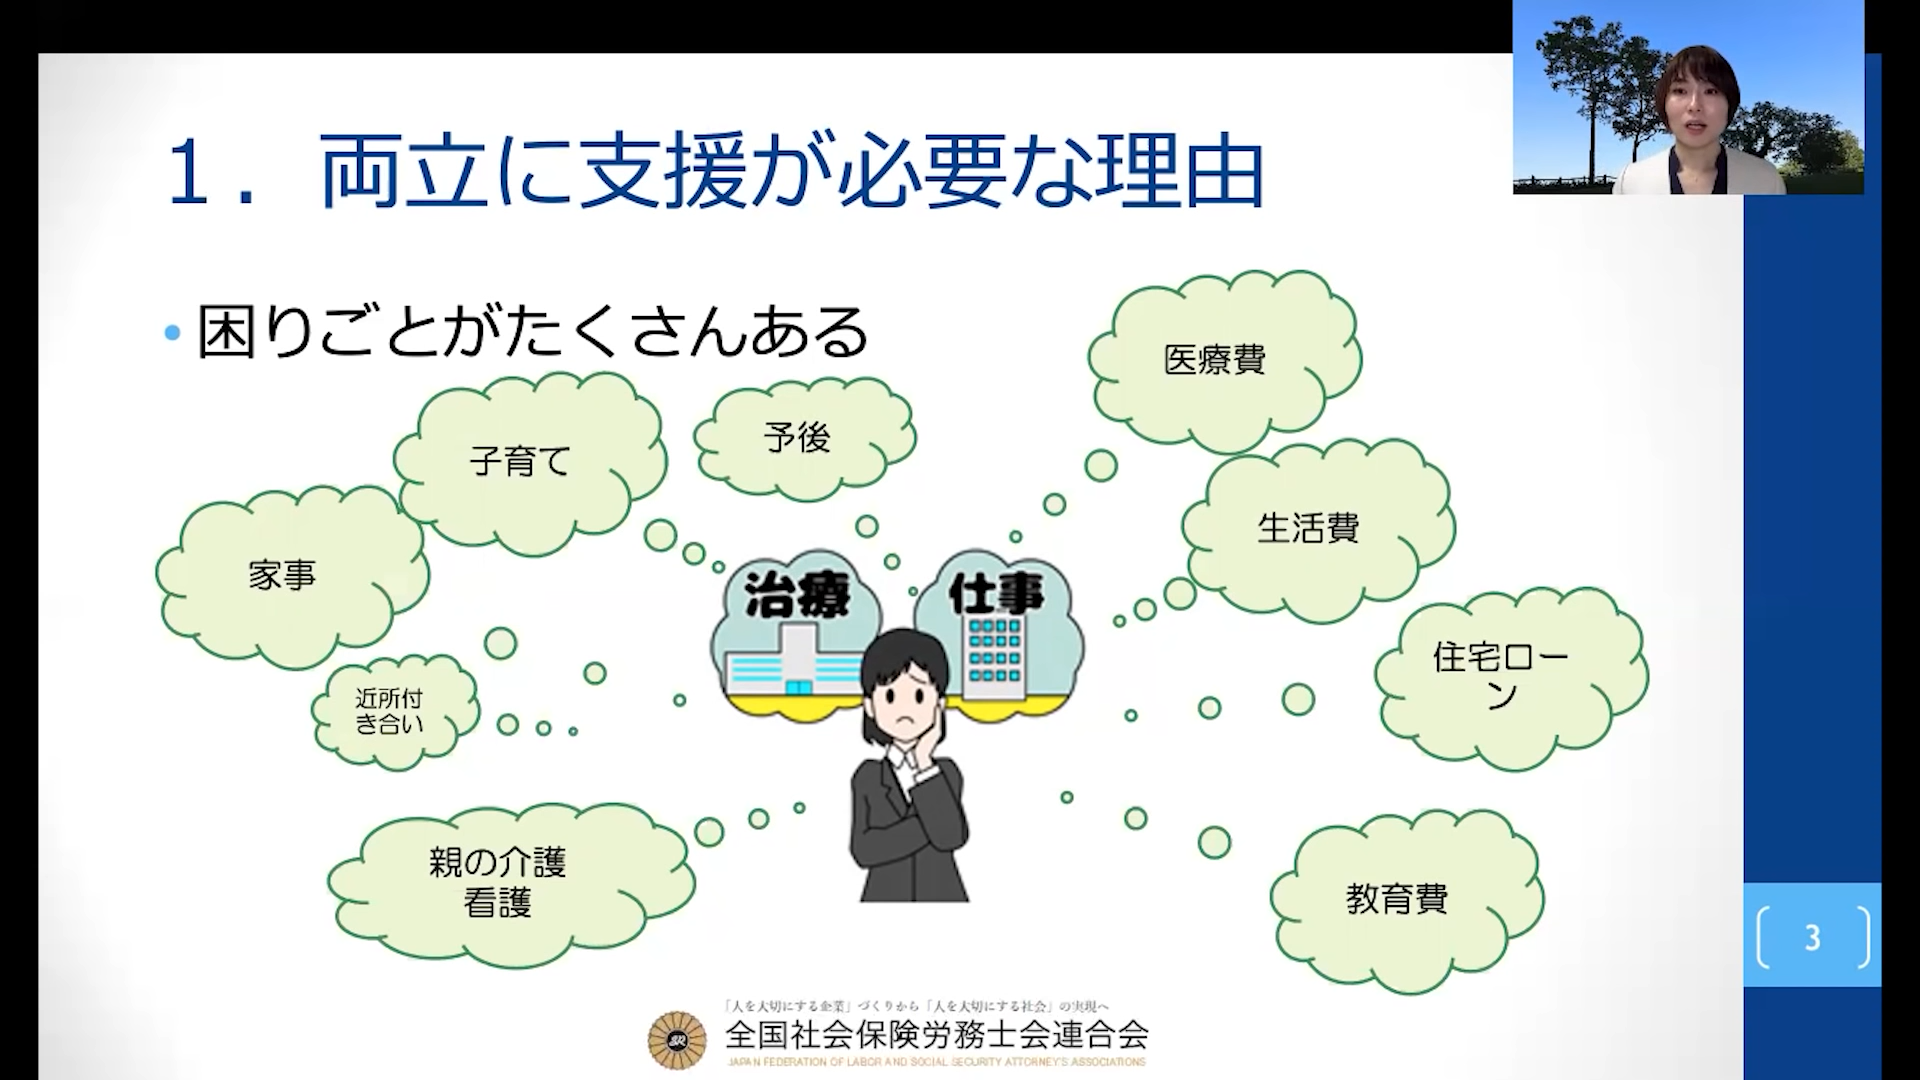 1．両立に支援が必要な理由
•困りごとがたくさんある
医療費
子育て
予後
生活費
家事
治療
仕事
住宅ロー
ン
近所付
き合い
親の介護
看護
教育費
3
「人を大切にする企業」づくりから「人を大切にする社会」の実現へ
全国社会保険労務士会連合会
JAPAN FEDERATION OF LABOR AND SOCIAL SECURITY ATTORNEY'S ASSOCIATIONS